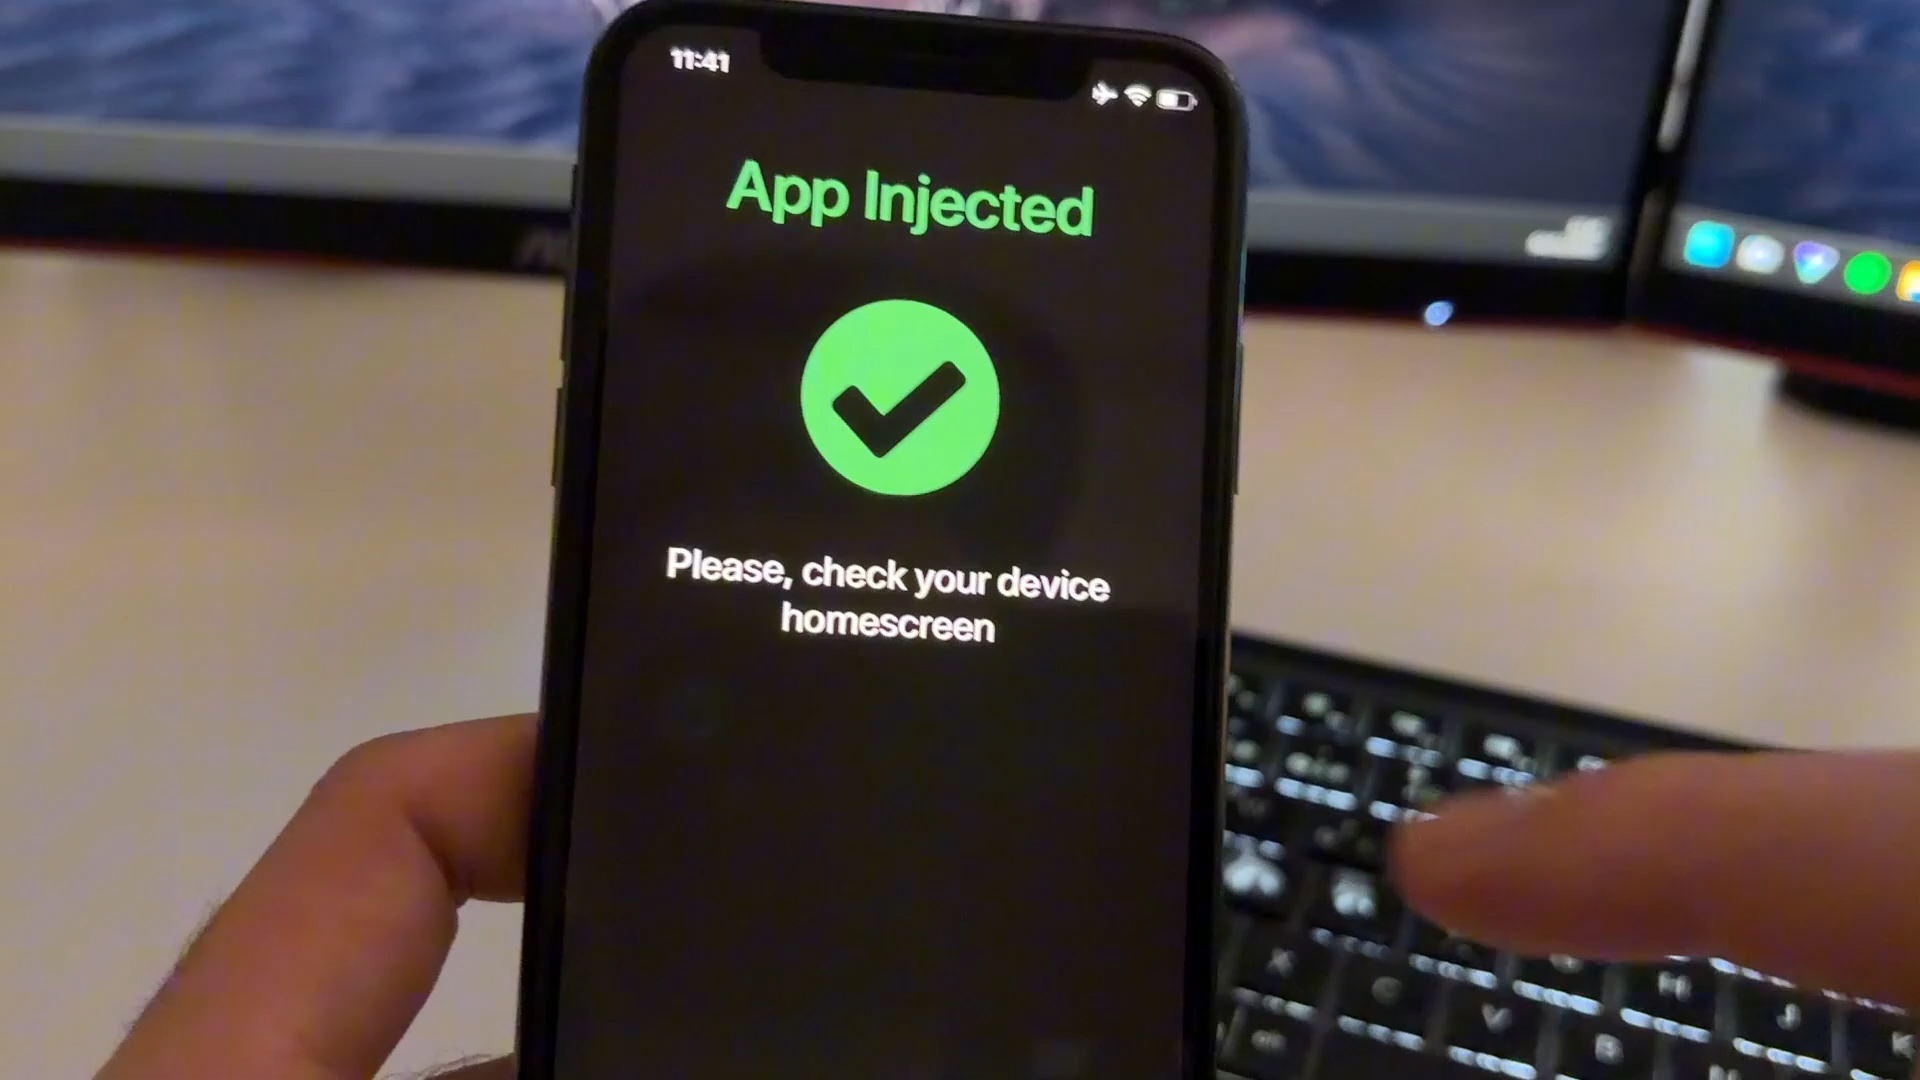 11:41
App Injected
Please, check your device
homescreen
X
C
V
B
H
J
K
N